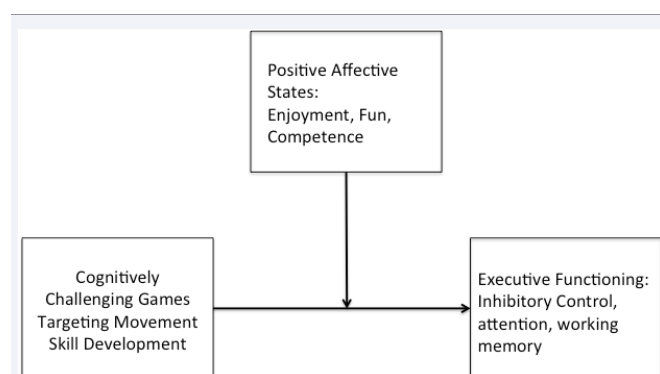 Positive Affective
States:
Enjoyment, Fun,
Competence
Cognitively
Challenging Games
Targeting Movement
Skill Development
Executive Functioning:
Inhibitory Control,
attention, working
memory